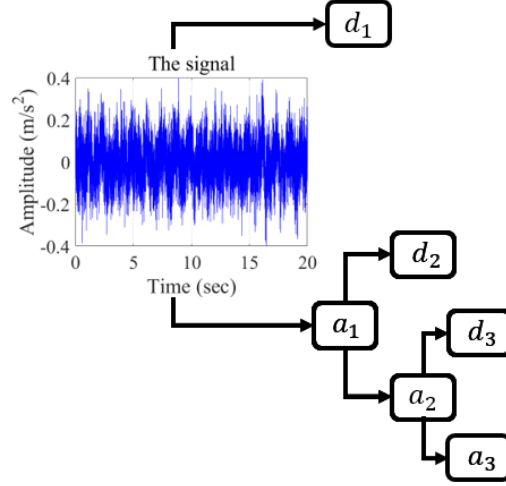 d₁
The signal
Amplitude (m/s²)
0.4
0.2
0
-0.2
-0.4
0 5 10 15 20
Time (sec)
d₂
a₁
d₃
a₂
a₃